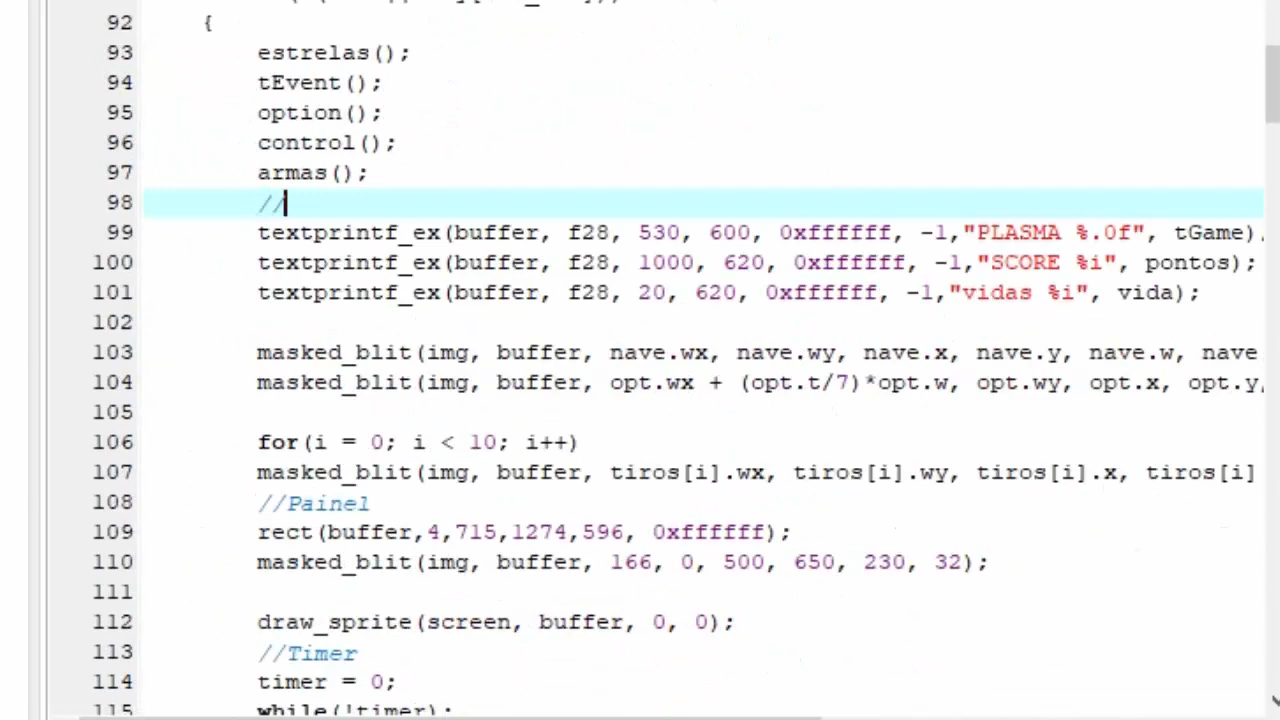 92 {
93 estrelas();
94 tEvent();
95 option();
96 control();
97 armas();
98 //
99 textprintf_ex(buffer, f28, 530, 600, 0xffffff, -1,"PLASMA %.0f", tGame)
100 textprintf_ex(buffer, f28, 1000, 620, 0xffffff, -1,"SCORE %i", pontos);
101 textprintf_ex(buffer, f28, 20, 620, 0xffffff, -1,"vidas %i", vida);
102
103 masked_blit(img, buffer, nave.wx, nave.wy, nave.x, nave.y, nave.w, nave
104 masked_blit(img, buffer, opt.wx + (opt.t/7)*opt.w, opt.wy, opt.x, opt.y,
105
106 for(i = 0; i < 10; i++)
107 masked_blit(img, buffer, tiros[i].wx, tiros[i].wy, tiros[i].x, tiros[i]
108 //Painel
109 rect(buffer,4,715,1274,596, 0xffffff);
110 masked_blit(img, buffer, 166, 0, 500, 650, 230, 32);
111
112 draw_sprite(screen, buffer, 0, 0);
113 //Timer
114 timer = 0;
115 while(!timer);